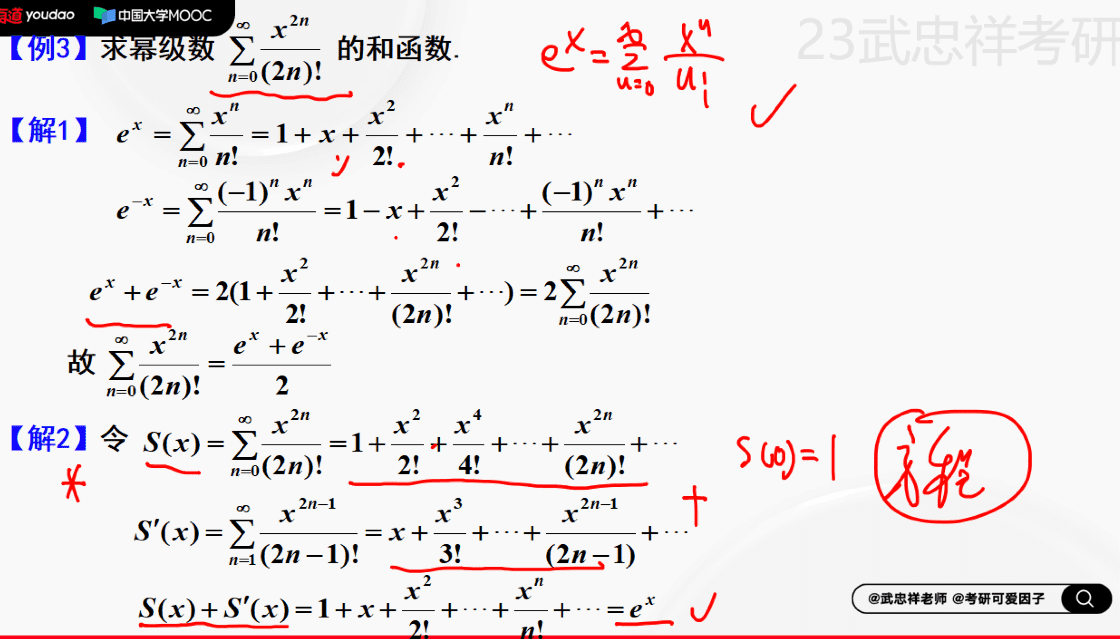 有道youdao 中国大学MOOC
23武忠祥考研
【例3】求幂级数 $\sum_{n=0}^{\infty}\frac{x^{2n}}{(2n)!}$ 的和函数.
$e^x=\sum_{n=0}^{\infty}\frac{x^n}{n!}$
【解1】 $e^x=\sum_{n=0}^{\infty}\frac{x^n}{n!}=1+x+\frac{x^2}{2!}+\cdots+\frac{x^n}{n!}+\cdots$
$e^{-x}=\sum_{n=0}^{\infty}\frac{(-1)^n x^n}{n!}=1-x+\frac{x^2}{2!}-\cdots+\frac{(-1)^n x^n}{n!}+\cdots$
$e^x+e^{-x}=2(1+\frac{x^2}{2!}+\cdots+\frac{x^{2n}}{(2n)!}+\cdots)=2\sum_{n=0}^{\infty}\frac{x^{2n}}{(2n)!}$
故 $\sum_{n=0}^{\infty}\frac{x^{2n}}{(2n)!}=\frac{e^x+e^{-x}}{2}$
【解2】令 $S(x)=\sum_{n=0}^{\infty}\frac{x^{2n}}{(2n)!}=1+\frac{x^2}{2!}+\frac{x^4}{4!}+\cdots+\frac{x^{2n}}{(2n)!}+\cdots$
$S(0)=1$
$S'(x)=\sum_{n=1}^{\infty}\frac{x^{2n-1}}{(2n-1)!}=x+\frac{x^3}{3!}+\cdots+\frac{x^{2n-1}}{(2n-1)}+\cdots$
+
$S(x)+S'(x)=1+x+\frac{x^2}{2!}+\cdots+\frac{x^n}{n!}+\cdots=e^x$
@武忠祥老师 @考研可爱因子